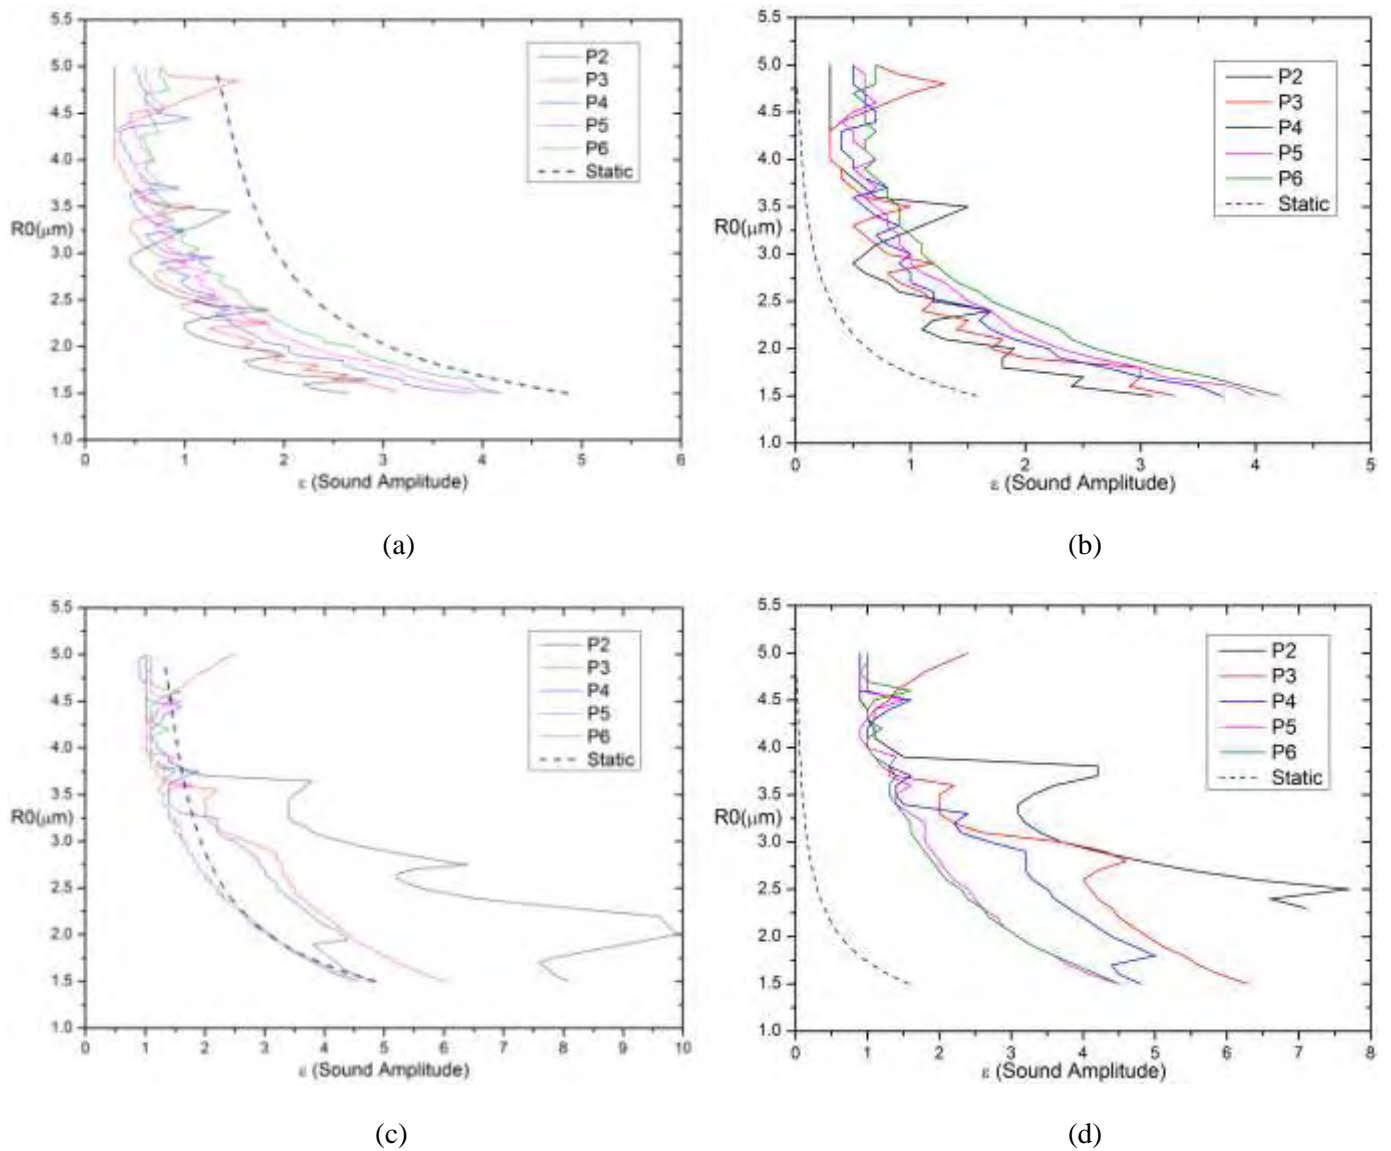 5.5
5.0
4.5
4.0
3.5
R0(μm)
3.0
2.5
2.0
1.5
1.0
0 1 2 3 4 5 6
ε (Sound Amplitude)
P2
P3
P4
P5
P6
Static
(a)
5.5
5.0
4.5
4.0
3.5
R0(μm)
3.0
2.5
2.0
1.5
1.0
0 1 2 3 4 5
ε (Sound Amplitude)
P2
P3
P4
P5
P6
Static
(b)
5.5
5.0
4.5
4.0
3.5
R0(μm)
3.0
2.5
2.0
1.5
1.0
0 1 2 3 4 5 6 7 8 9 10
ε (Sound Amplitude)
P2
P3
P4
P5
P6
Static
(c)
5.5
5.0
4.5
4.0
3.5
R0(μm)
3.0
2.5
2.0
1.5
1.0
0 1 2 3 4 5 6 7 8
ε (Sound Amplitude)
P2
P3
P4
P5
P6
Static
(d)